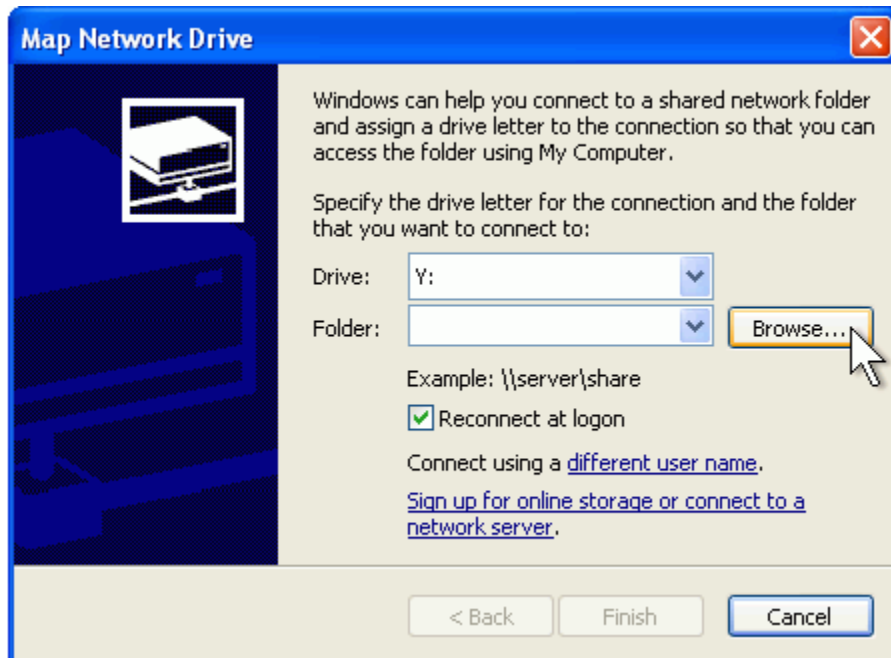 Map Network Drive
Windows can help you connect to a shared network folder
and assign a drive letter to the connection so that you can
access the folder using My Computer.
Specify the drive letter for the connection and the folder
that you want to connect to:
Drive: Y:
Folder: Browse...
Example: \\server\share
Reconnect at logon
Connect using a different user name.
Sign up for online storage or connect to a
network server.
< Back Finish Cancel